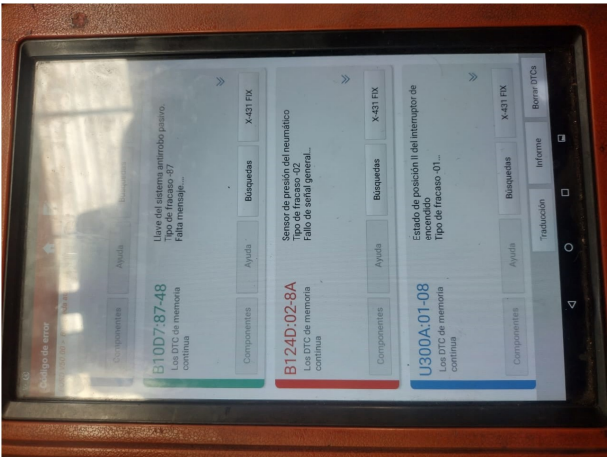 Código de error
Componentes
Ayuda
B10D7:87-48
Los DTC de memoria
continua
Llave del sistema antirrobo pasivo.
Tipo de fracaso -87
Falta mensaje....
Componentes
Ayuda
Búsquedas
X-431 FIX
B124D:02-8A
Los DTC de memoria
continua
Sensor de presión del neumático
Tipo de fracaso -02
Fallo de señal general...
Componentes
Ayuda
Búsquedas
X-431 FIX
U300A:01-08
Los DTC de memoria
continua
Estado de posición II del interruptor de
encendido
Tipo de fracaso -01...
Componentes
Ayuda
Búsquedas
X-431 FIX
Traducción
Informe
Borrar DTCs